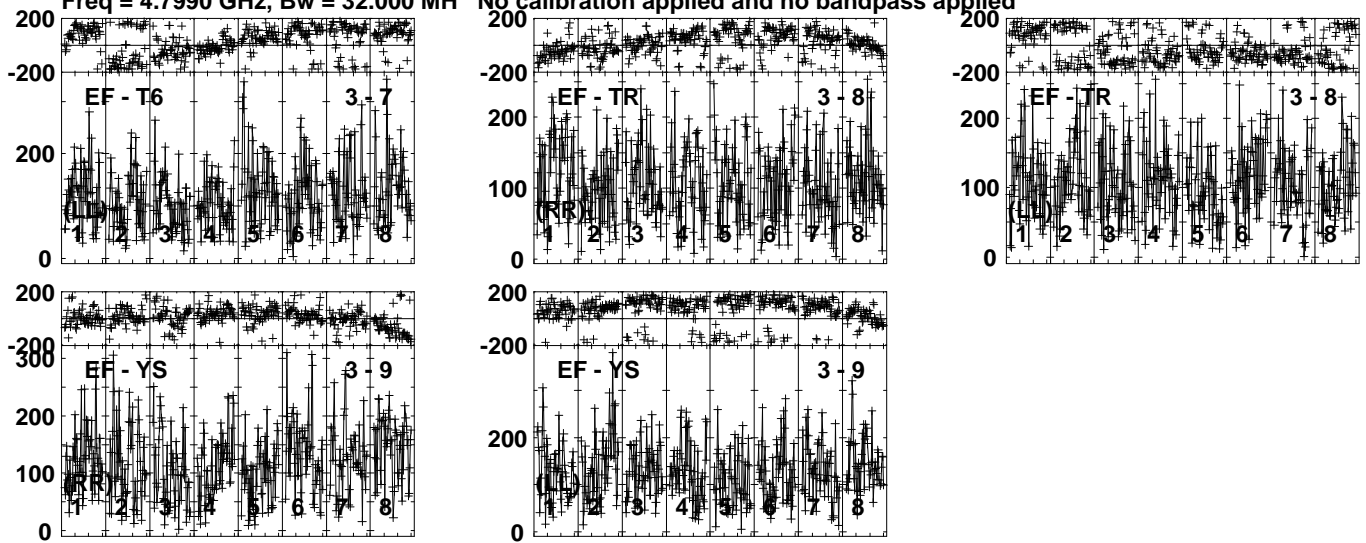 Freq = 4.7990 GHz, Bw = 32.000 MH No calibration applied and no bandpass applied
200
-200
EF - T6
3 - 7
200
(LL)
1 2 3 4 5 6 7 8
0
200
-200
EF - TR
3 - 8
200
100
(RR)
1 2 3 4 5 6 7 8
0
200
-200
EF - TR
3 - 8
200
100
(LL)
1 2 3 4 5 6 7 8
0
200
-200
300
EF - YS
3 - 9
200
100
(RR)
1 2 3 4 5 6 7 8
0
200
-200
EF - YS
3 - 9
200
(LL)
1 2 3 4 5 6 7 8
0